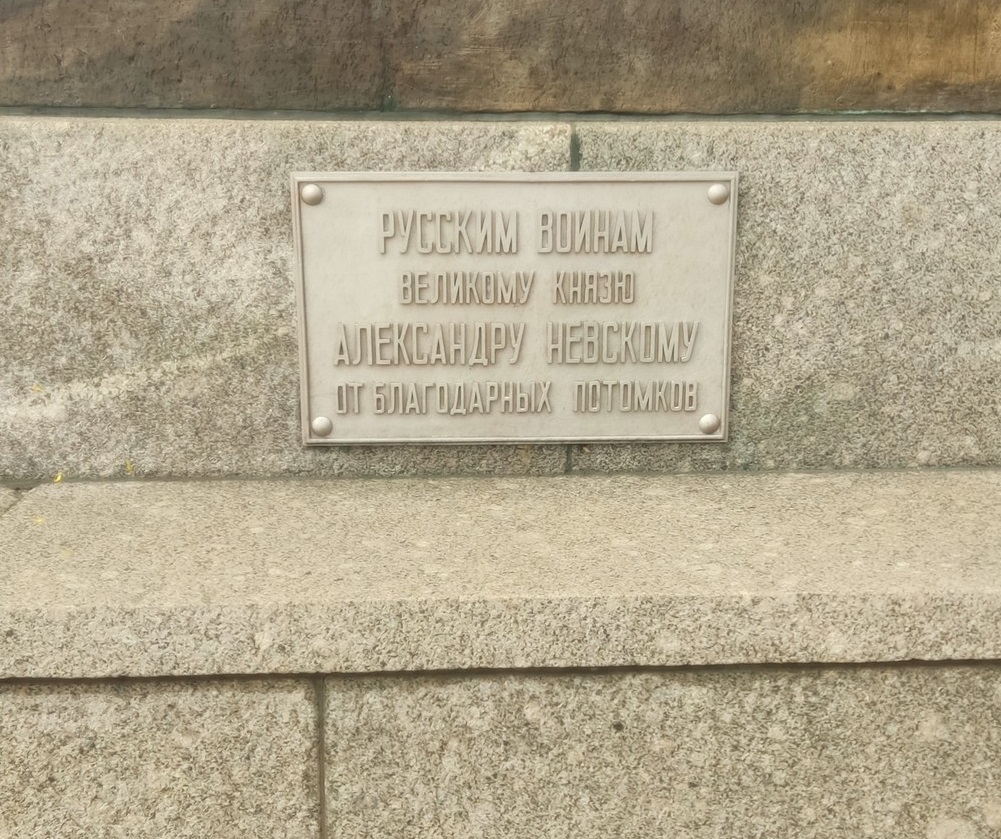 РУССКИМ ВОИНАМ
ВЕЛИКОМУ КНЯЗЮ
АЛЕКСАНДРУ НЕВСКОМУ
ОТ БЛАГОДАРНЫХ ПОТОМКОВ